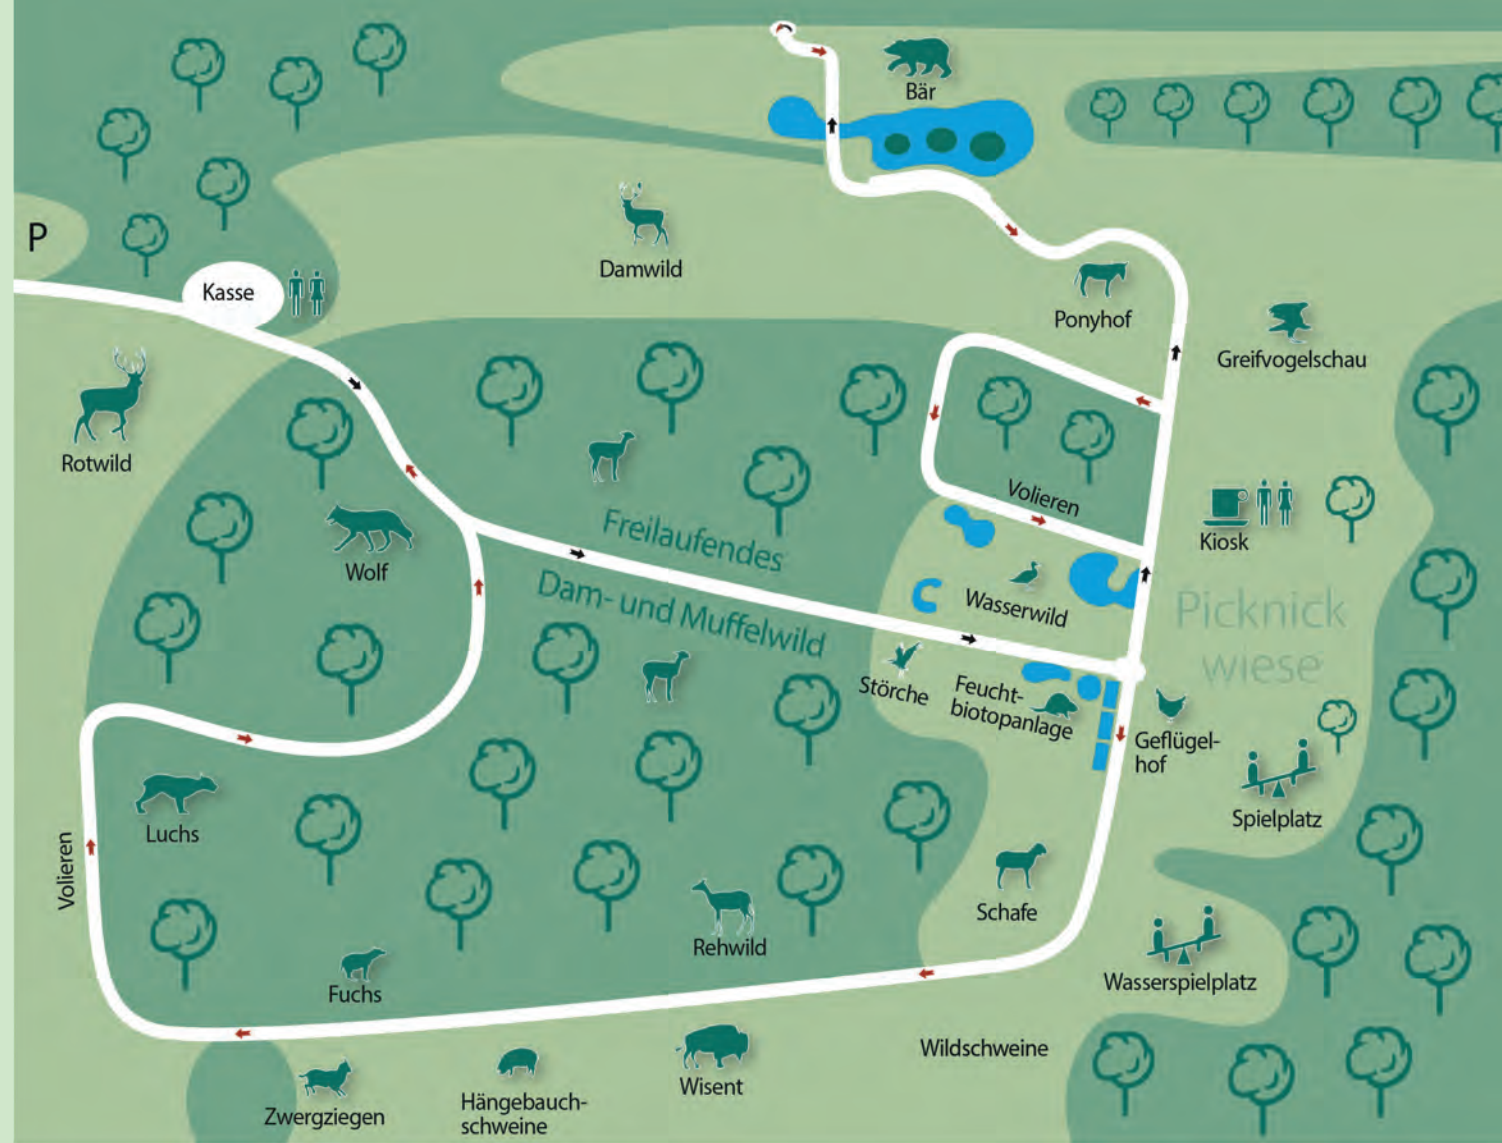 Bär
P
Damwild
Kasse
Ponyhof
Greifvogelschau
Rotwild
Volieren
Freilaufendes
Kiosk
Wolf
Dam- und Muffelwild
Wasserwild
Picknick
wiese
Störche
Feucht-
biotopanlage
Geflügel-
hof
Spielplatz
Luchs
Volieren
Schafe
Rehwild
Wasserspielplatz
Fuchs
Wildschweine
Wisent
Zwergziegen
Hängebauch-
schweine